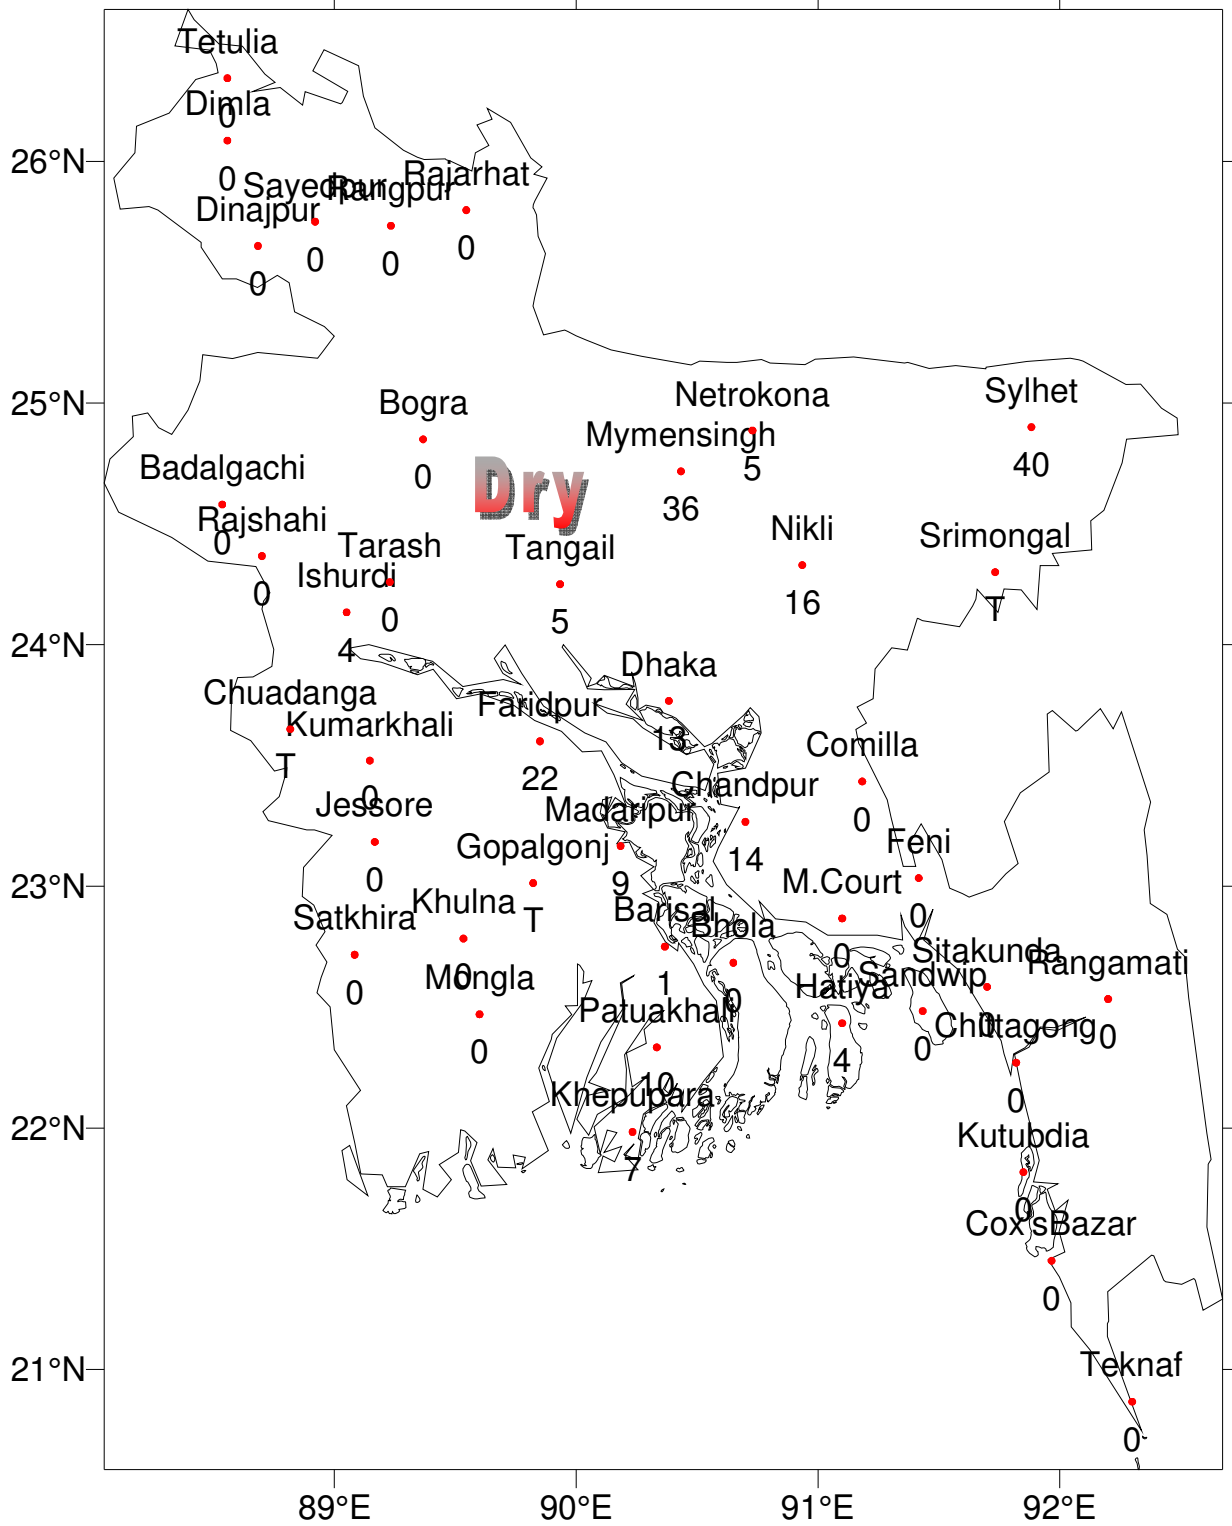 Tetulia
0
Dimla
0
26°N
Rajarhat
0
Sayedpur
0
Rangpur
0
Dinajpur
0
25°N
Sylhet
40
Netrokona
5
Bogra
0
Mymensingh
36
Badalgachi
0
Dry
Rajshahi
0
Nikli
16
Srimongal
T
Tarash
0
Tangail
5
Ishurdi
4
24°N
Dhaka
13
Chuadanga
T
Faridpur
22
Kumarkhali
0
Comilla
0
Chandpur
14
Jessore
0
Madaripur
9
Feni
0
Gopalgonj
T
23°N
M.Court
0
Khulna
0
Barisal
1
Satkhira
0
Bhola
0
Sitakunda
0
Rangamati
0
Sandwip
0
Mongla
0
Hatiya
4
Patuakhali
10
Chittagong
0
Khepupara
7
22°N
Kutubdia
0
Cox'sBazar
0
21°N
Teknaf
0
89°E
90°E
91°E
92°E